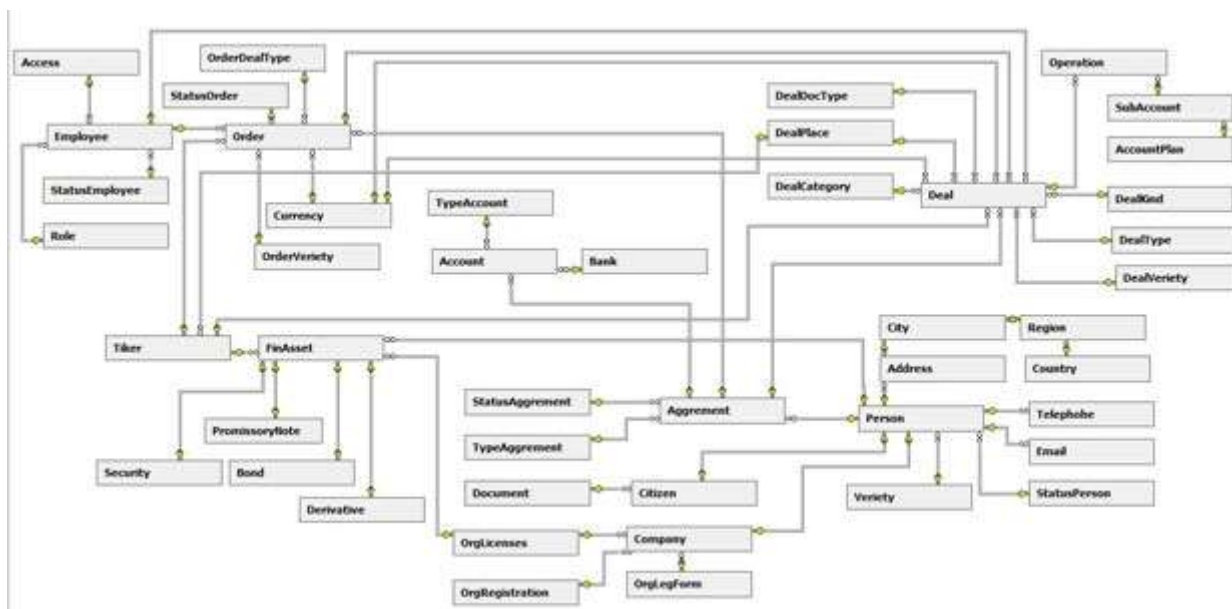 Access
OrderDealType
Operation
StatusOrder
DealDocType
SubAccount
Employee
Order
DealPlace
AccountPlan
StatusEmployee
DealCategory
Deal
DealKind
TypeAccount
Currency
Role
OrderVeriety
DealType
Account
Bank
DealVeriety
Tiker
FinAsset
City
Region
Address
Country
StatusAggrement
Aggrement
Person
Telephobe
PromissoryNote
TypeAggrement
Email
Security
Bond
Document
Citizen
Veriety
StatusPerson
Derivative
OrgLicenses
Company
OrgRegistration
OrgLegForm